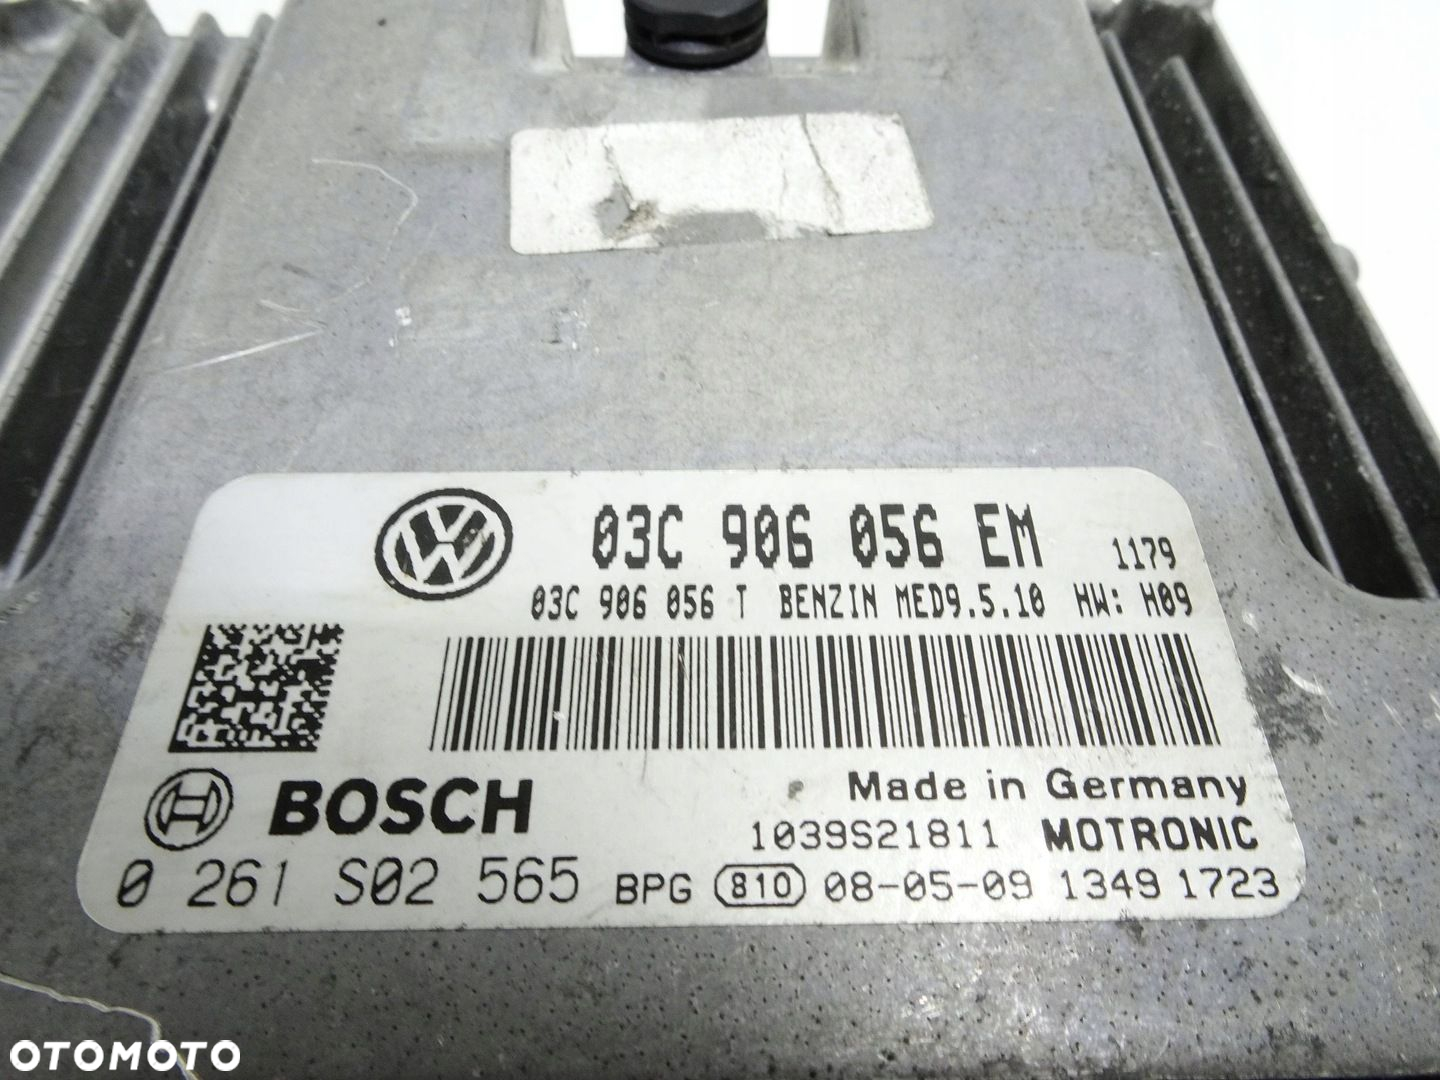 03C 906 056 EM 1179
03C 906 056 T BENZIN MED9.5.10 HW: H09
BOSCH
Made in Germany
1039S21811 MOTRONIC
0 261 S02 565 BPG 810 08-05-09 1349 1723
OTOMOTO